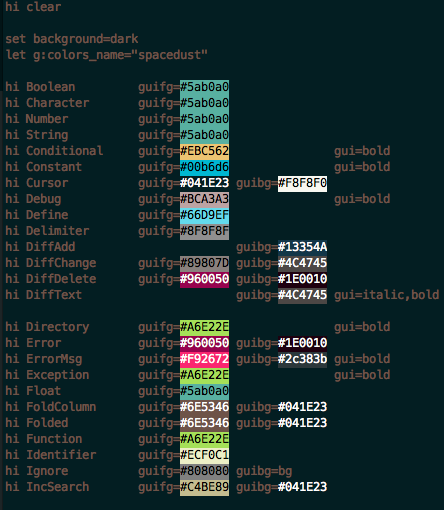 hi clear
set background=dark
let g:colors_name="spacedust"
hi Boolean guifg=#5ab0a0
hi Character guifg=#5ab0a0
hi Number guifg=#5ab0a0
hi String guifg=#5ab0a0
hi Conditional guifg=#EBC562 gui=bold
hi Constant guifg=#00b6d6 gui=bold
hi Cursor guifg=#041E23 guibg=#F8F8F0
hi Debug guifg=#BCA3A3 gui=bold
hi Define guifg=#66D9EF
hi Delimiter guifg=#8F8F8F
hi DiffAdd guibg=#13354A
hi DiffChange guifg=#89807D guibg=#4C4745
hi DiffDelete guifg=#960050 guibg=#1E0010
hi DiffText guibg=#4C4745 gui=italic,bold
hi Directory guifg=#A6E22E gui=bold
hi Error guifg=#960050 guibg=#1E0010
hi ErrorMsg guifg=#F92672 guibg=#2c383b gui=bold
hi Exception guifg=#A6E22E gui=bold
hi Float guifg=#5ab0a0
hi FoldColumn guifg=#6E5346 guibg=#041E23
hi Folded guifg=#6E5346 guibg=#041E23
hi Function guifg=#A6E22E
hi Identifier guifg=#ECF0C1
hi Ignore guifg=#808080 guibg=bg
hi IncSearch guifg=#C4BE89 guibg=#041E23